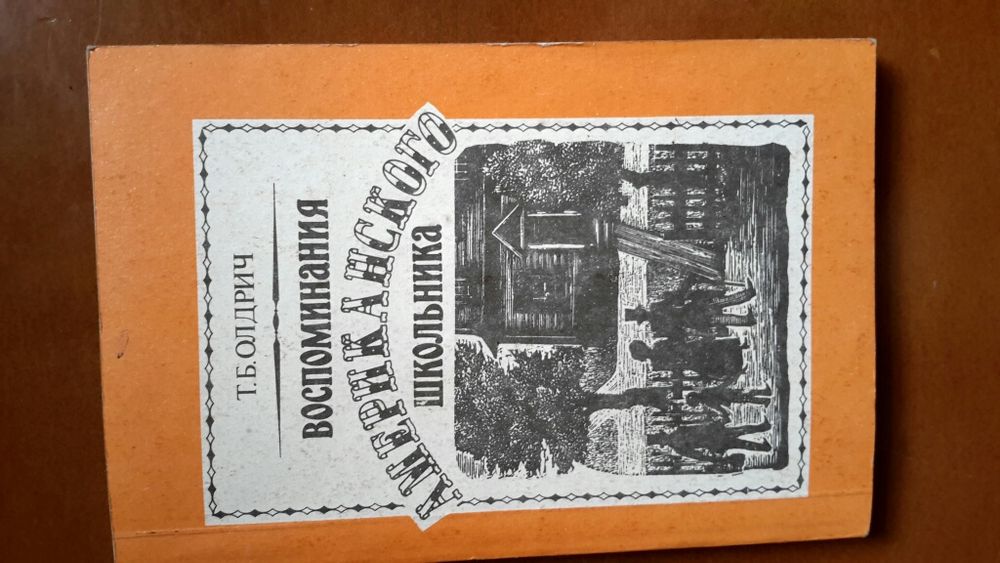 Т. Б. ОЛДРИЧ
ВОСПОМИНАНИЯ
АМЕРИКАНСКОГО
ШКОЛЬНИКА